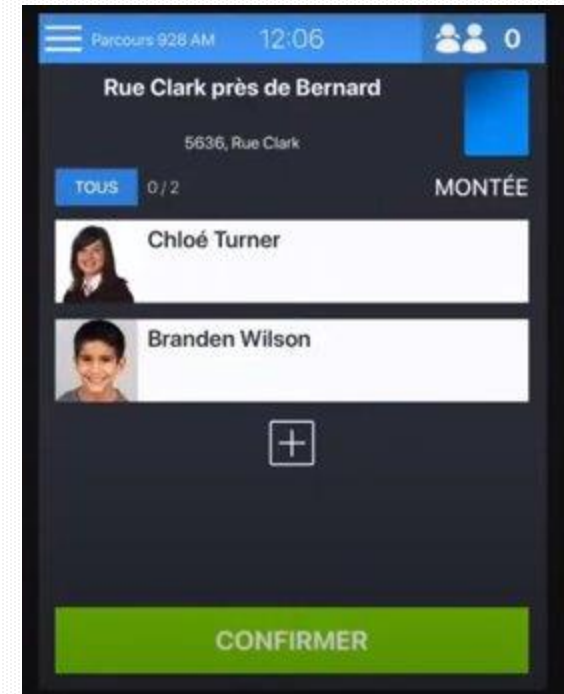 Parcours 928 AM 12:06 0
Rue Clark près de Bernard
5636, Rue Clark
TOUS 0/2 MONTÉE
Chloé Turner
Branden Wilson
CONFIRMER